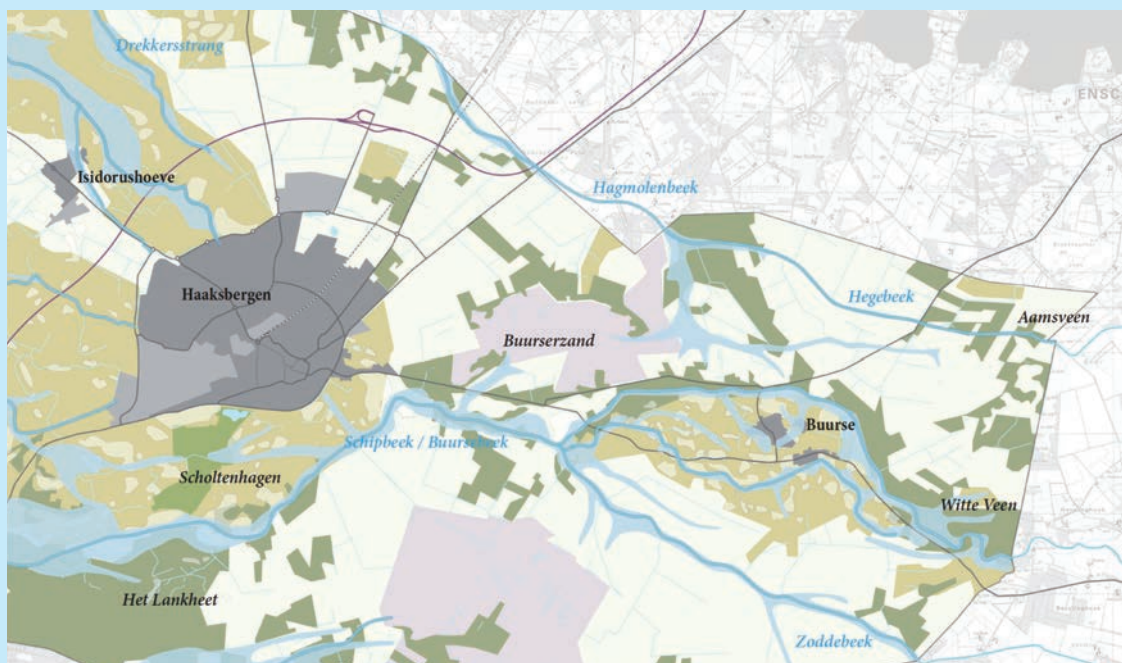 Drekkersstrang
ENSC
Isidorushoeve
Hagmolenbeek
Haaksbergen
Hegebeek
Aamsveen
Buurserzand
Buurse
Schipbeek / Buurserbeek
Scholtenhagen
Witte Veen
Het Lankheet
Zoddebeek